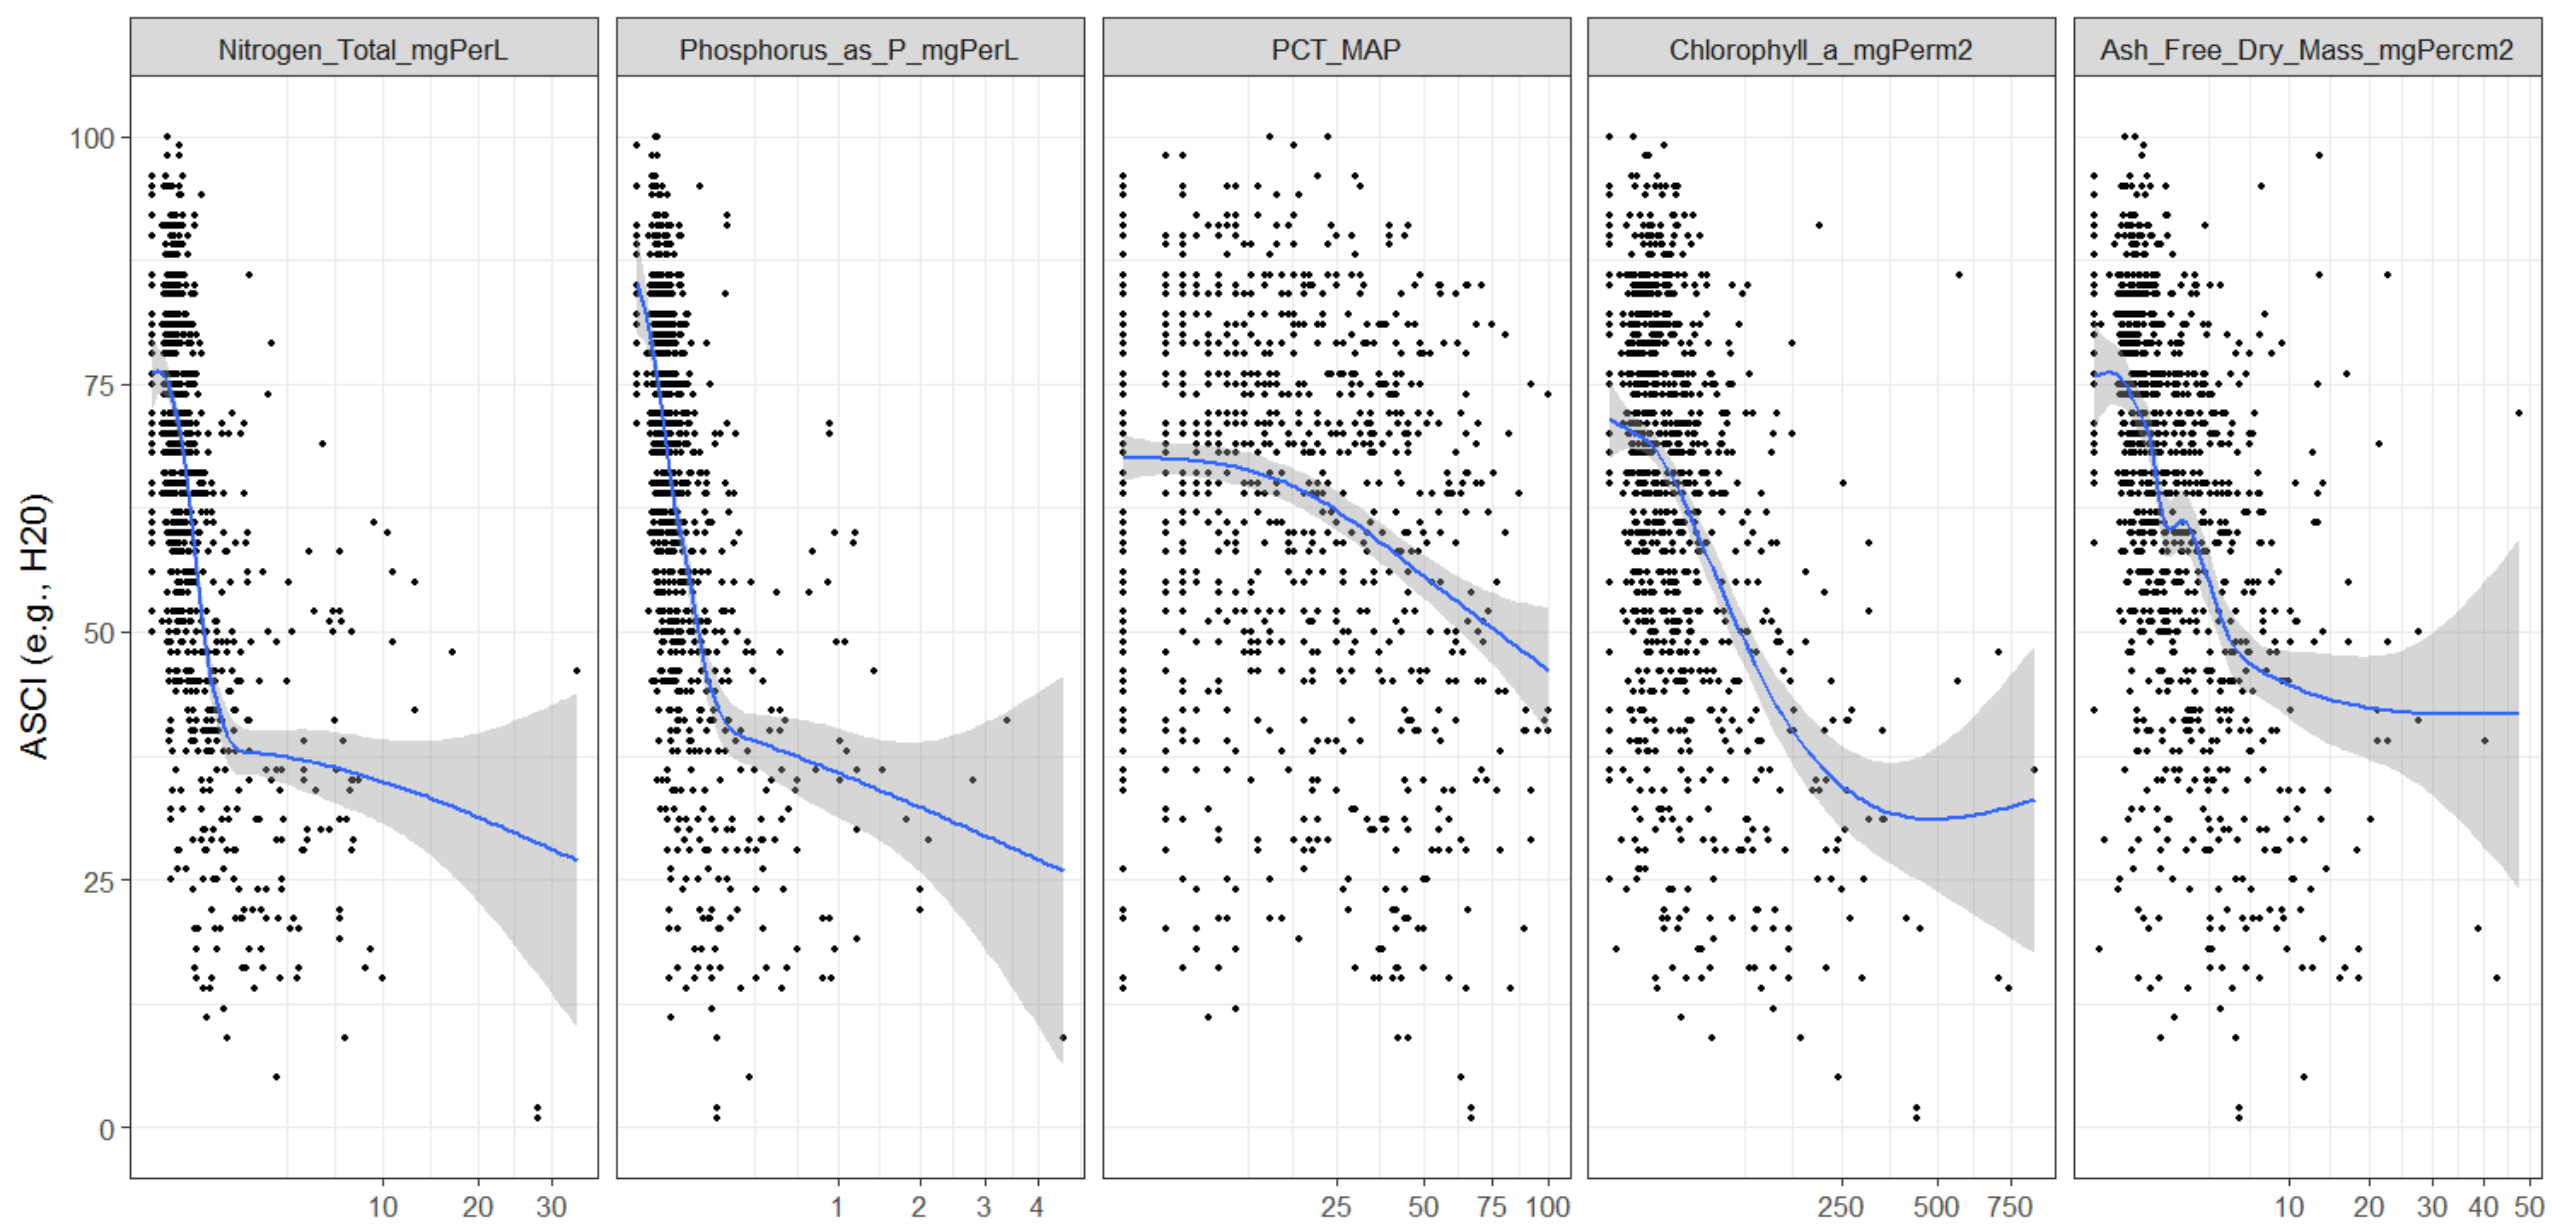 Nitrogen_Total_mgPerL
Phosphorus_as_P_mgPerL
PCT_MAP
Chlorophyll_a_mgPerm2
Ash_Free_Dry_Mass_mgPercm2
ASCI (e.g., H20)
100
75
50
25
0
10 20 30
1 2 3 4
25 50 75 100
250 500 750
10 20 30 40 50